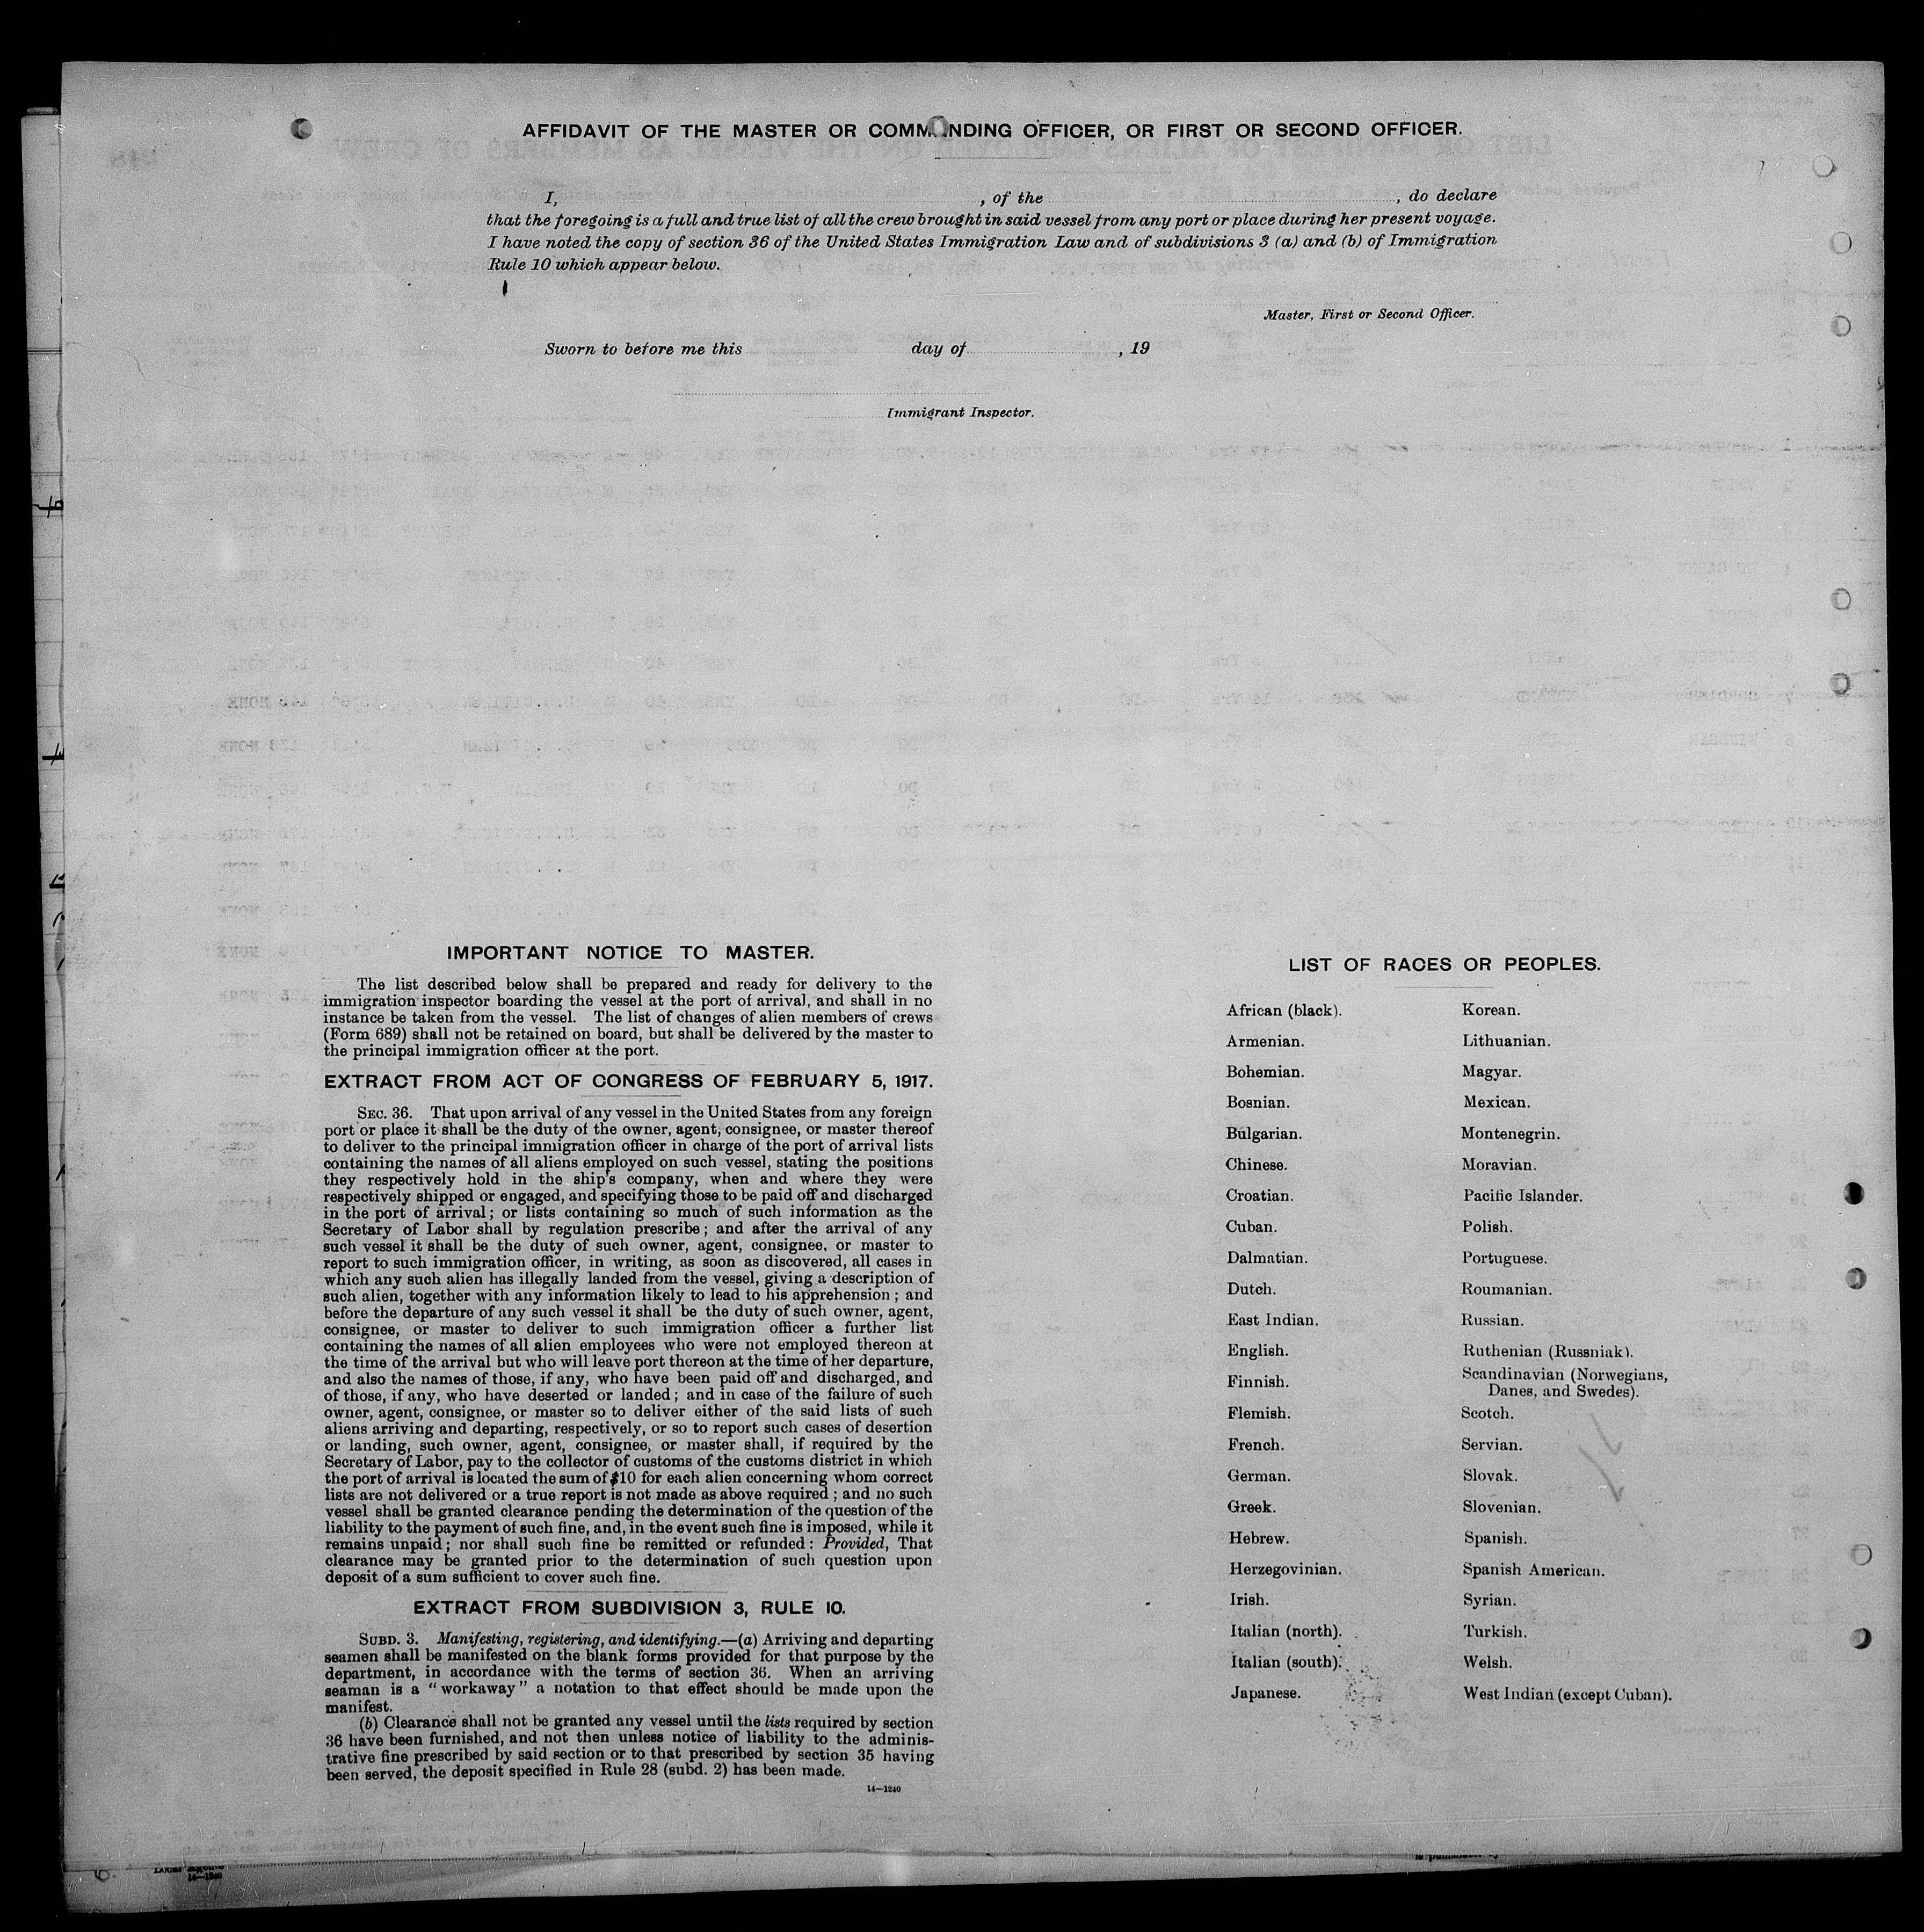 AFFIDAVIT OF THE MASTER OR COMMANDING OFFICER, OR FIRST OR SECOND OFFICER.
I, , of the , do declare
that the foregoing is a full and true list of all the crew brought in said vessel from any port or place during her present voyage.
I have noted the copy of section 36 of the United States Immigration Law and of subdivisions 3 (a) and (b) of Immigration
Rule 10 which appear below.
Master, First or Second Officer.
Sworn to before me this day of , 19
Immigrant Inspector.
IMPORTANT NOTICE TO MASTER.
The list described below shall be prepared and ready for delivery to the
immigration inspector boarding the vessel at the port of arrival, and shall in no
instance be taken from the vessel. The list of changes of alien members of crews
(Form 689) shall not be retained on board, but shall be delivered by the master to
the principal immigration officer at the port.
EXTRACT FROM ACT OF CONGRESS OF FEBRUARY 5, 1917.
SEC. 36. That upon arrival of any vessel in the United States from any foreign
port or place it shall be the duty of the owner, agent, consignee, or master thereof
to deliver to the principal immigration officer in charge of the port of arrival lists
containing the names of all aliens employed on such vessel, stating the positions
they respectively hold in the ship's company, when and where they were
respectively shipped or engaged, and specifying those to be paid off and discharged
in the port of arrival; or lists containing so much of such information as the
Secretary of Labor shall by regulation prescribe; and after the arrival of any
such vessel it shall be the duty of such owner, agent, consignee, or master to
report to such immigration officer, in writing, as soon as discovered, all cases in
which any such alien has illegally landed from the vessel, giving a description of
such alien, together with any information likely to lead to his apprehension; and
before the departure of any such vessel it shall be the duty of such owner, agent,
consignee, or master to deliver to such immigration officer a further list
containing the names of all alien employees who were not employed thereon at
the time of the arrival but who will leave port thereon at the time of her departure,
and also the names of those, if any, who have been paid off and discharged, and
of those, if any, who have deserted or landed; and in case of the failure of such
owner, agent, consignee, or master so to deliver either of the said lists of such
aliens arriving and departing, respectively, or so to report such cases of desertion
or landing, such owner, agent, consignee, or master shall, if required by the
Secretary of Labor, pay to the collector of customs of the customs district in which
the port of arrival is located the sum of $10 for each alien concerning whom correct
lists are not delivered or a true report is not made as above required; and no such
vessel shall be granted clearance pending the determination of the question of the
liability to the payment of such fine, and, in the event such fine is imposed, while it
remains unpaid; nor shall such fine be remitted or refunded: Provided, That
clearance may be granted prior to the determination of such question upon
deposit of a sum sufficient to cover such fine.
EXTRACT FROM SUBDIVISION 3, RULE 10.
SUBD. 3. Manifesting, registering, and identifying.—(a) Arriving and departing
seamen shall be manifested on the blank forms provided for that purpose by the
department, in accordance with the terms of section 36. When an arriving
seaman is a "workaway" a notation to that effect should be made upon the
manifest.
(b) Clearance shall not be granted any vessel until the lists required by section
36 have been furnished, and not then unless notice of liability to the adminis-
trative fine prescribed by said section or to that prescribed by section 35 having
been served, the deposit specified in Rule 28 (subd. 2) has been made.
14—1240
LIST OF RACES OR PEOPLES.
African (black).
Armenian.
Bohemian.
Bosnian.
Bulgarian.
Chinese.
Croatian.
Cuban.
Dalmatian.
Dutch.
East Indian.
English.
Finnish.
Flemish.
French.
German.
Greek.
Hebrew.
Herzegovinian.
Irish.
Italian (north).
Italian (south).
Japanese.
Korean.
Lithuanian.
Magyar.
Mexican.
Montenegrin.
Moravian.
Pacific Islander.
Polish.
Portuguese.
Roumanian.
Russian.
Ruthenian (Russniak).
Scandinavian (Norwegians,
Danes, and Swedes).
Scotch.
Servian.
Slovak.
Slovenian.
Spanish.
Spanish American.
Syrian.
Turkish.
Welsh.
West Indian (except Cuban).
14—1240